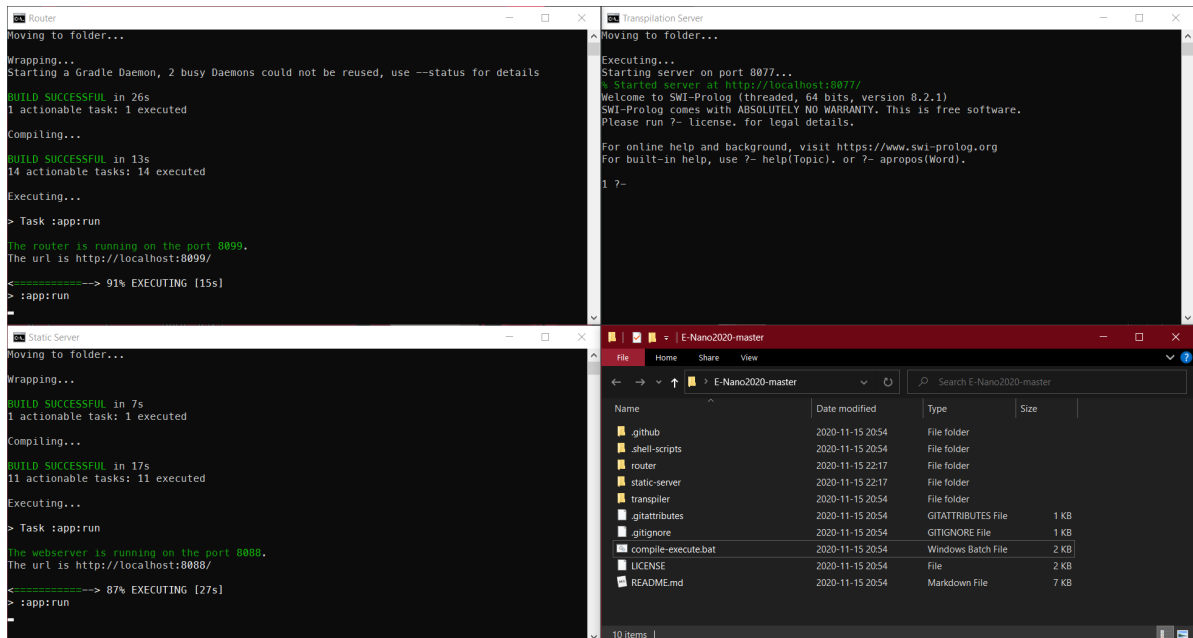 Router
Moving to folder...
Wrapping...
Starting a Gradle Daemon, 2 busy Daemons could not be reused, use --status for details
BUILD SUCCESSFUL in 26s
1 actionable task: 1 executed
Compiling...
BUILD SUCCESSFUL in 13s
14 actionable tasks: 14 executed
Executing...
> Task :app:run
The router is running on the port 8099.
The url is http://localhost:8099/
<===========--> 91% EXECUTING [15s]
> :app:run
Transpilation Server
Moving to folder...
Executing...
Starting server on port 8077...
% Started server at http://localhost:8077/
Welcome to SWI-Prolog (threaded, 64 bits, version 8.2.1)
SWI-Prolog comes with ABSOLUTELY NO WARRANTY. This is free software.
Please run ?- license. for legal details.
For online help and background, visit https://www.swi-prolog.org
For built-in help, use ?- help(Topic). or ?- apropos(Word).
1 ?-
Static Server
Moving to folder...
Wrapping...
BUILD SUCCESSFUL in 7s
1 actionable task: 1 executed
Compiling...
BUILD SUCCESSFUL in 17s
11 actionable tasks: 11 executed
Executing...
> Task :app:run
The webserver is running on the port 8088.
The url is http://localhost:8088/
<===========--> 87% EXECUTING [27s]
> :app:run
E-Nano2020-master
File Home Share View
E-Nano2020-master Search E-Nano2020-master
Name Date modified Type Size
.github 2020-11-15 20:54 File folder
.shell-scripts 2020-11-15 20:54 File folder
router 2020-11-15 22:17 File folder
static-server 2020-11-15 22:17 File folder
transpiler 2020-11-15 20:54 File folder
.gitattributes 2020-11-15 20:54 GITATTRIBUTES File 1 KB
.gitignore 2020-11-15 20:54 GITIGNORE File 1 KB
compile-execute.bat 2020-11-15 20:54 Windows Batch File 2 KB
LICENSE 2020-11-15 20:54 File 2 KB
README.md 2020-11-15 20:54 Markdown File 7 KB
10 items